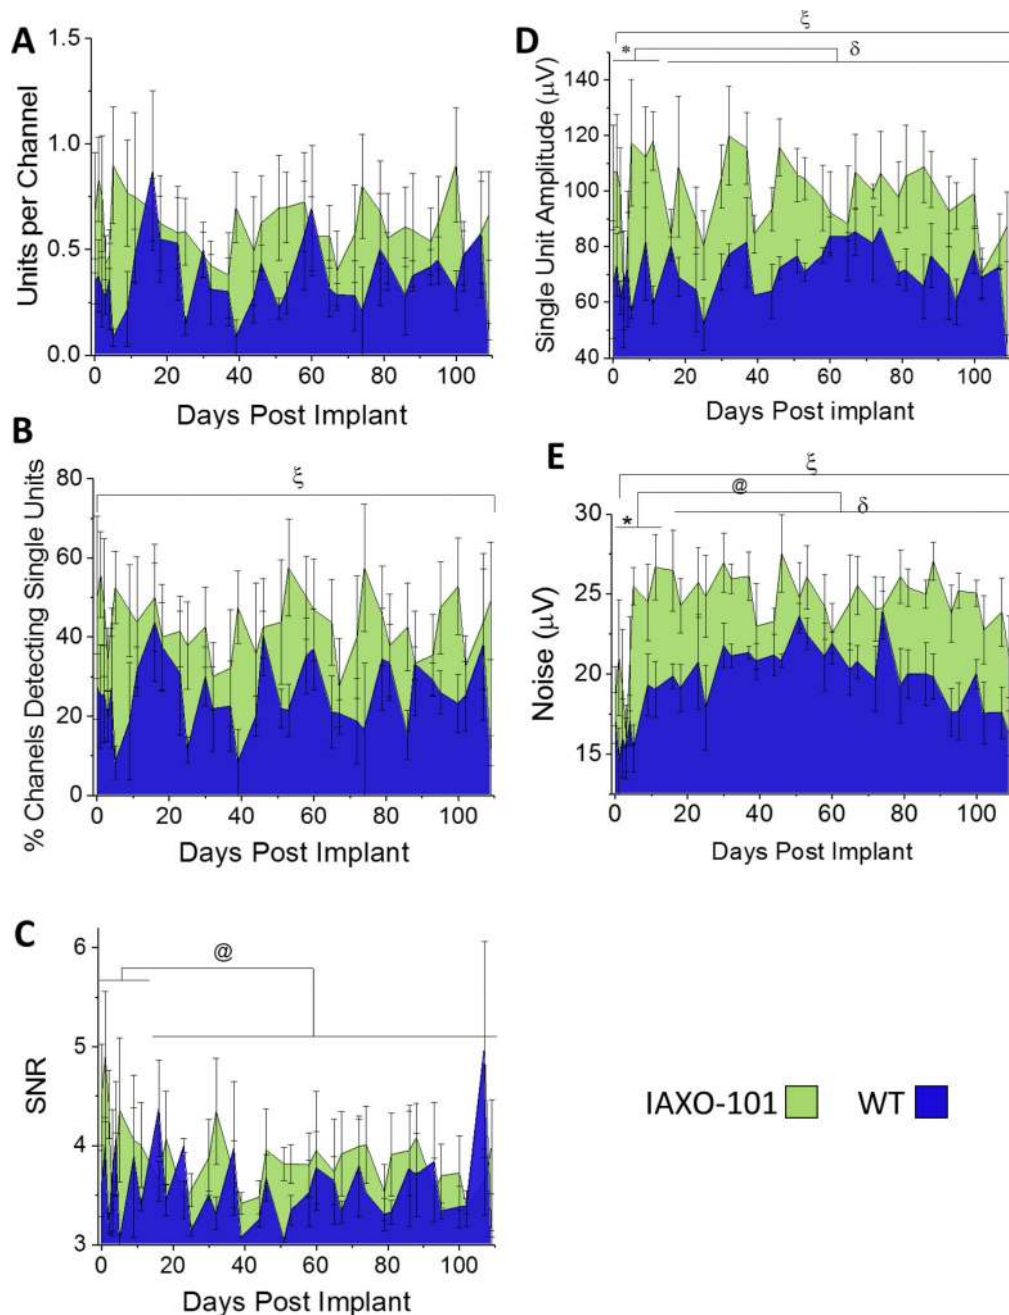 A
1.5
1.0
0.5
0.0
Units per Channel
0 20 40 60 80 100
Days Post Implant
B
ξ
80
60
40
20
0
% Channels Detecting Single Units
0 20 40 60 80 100
Days Post Implant
C
@
6
5
4
3
SNR
0 20 40 60 80 100
Days Post Implant
D
ξ
*
δ
140
120
100
80
60
40
Single Unit Amplitude (µV)
0 20 40 60 80 100
Days Post implant
E
ξ
@
*
δ
30
25
20
15
Noise (µV)
0 20 40 60 80 100
Days Post Implant
IAXO-101 WT